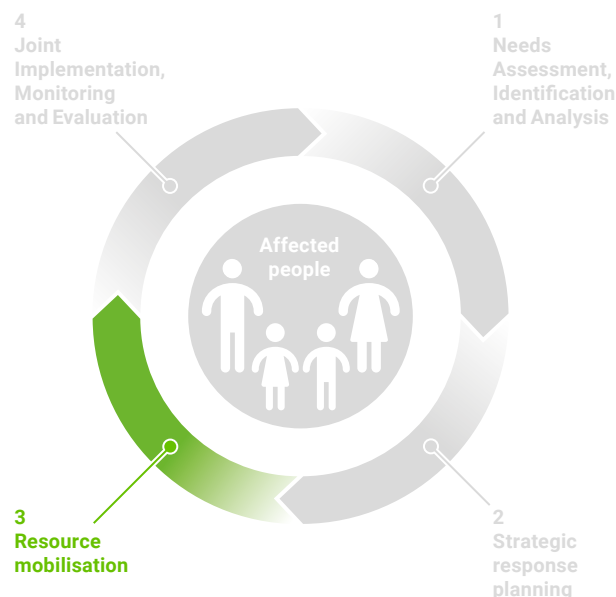 4
Joint
Implementation,
Monitoring
and Evaluation
1
Needs
Assessment,
Identification
and Analysis
Affected
people
3
Resource
mobilisation
2
Strategic
response
planning